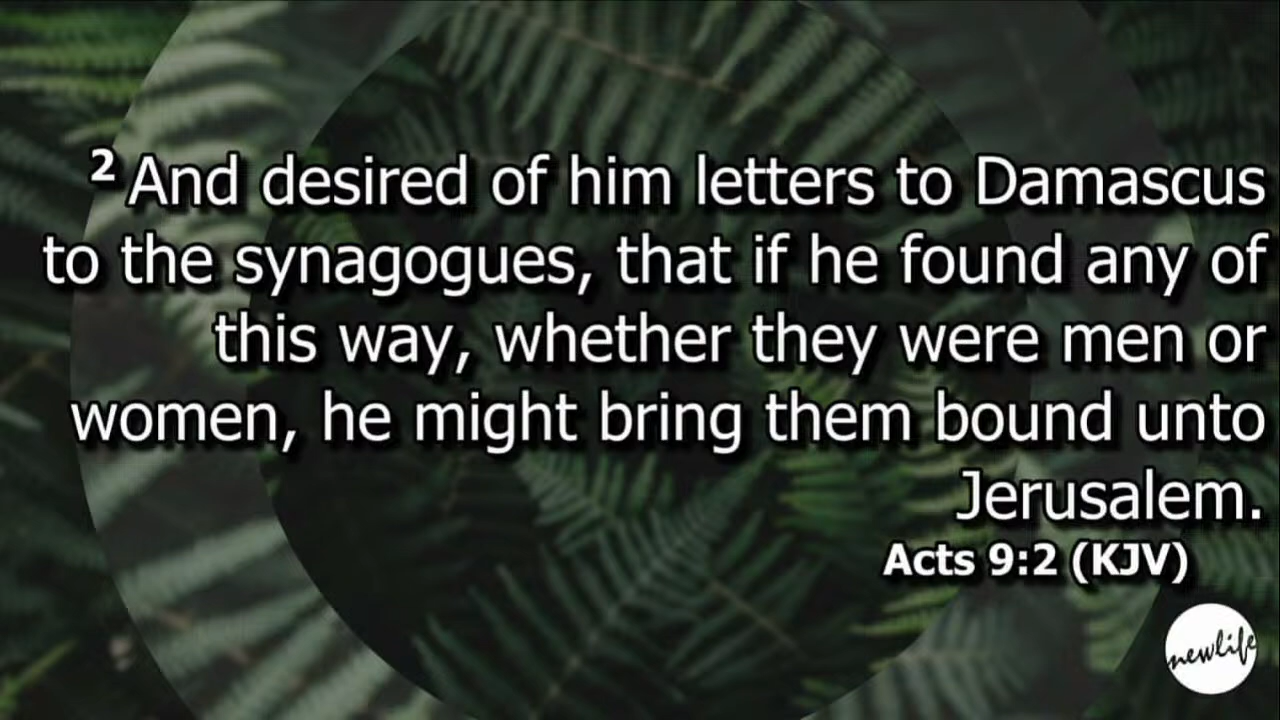 2 And desired of him letters to Damascus
to the synagogues, that if he found any of
this way, whether they were men or
women, he might bring them bound unto
Jerusalem.
Acts 9:2 (KJV)
newlife